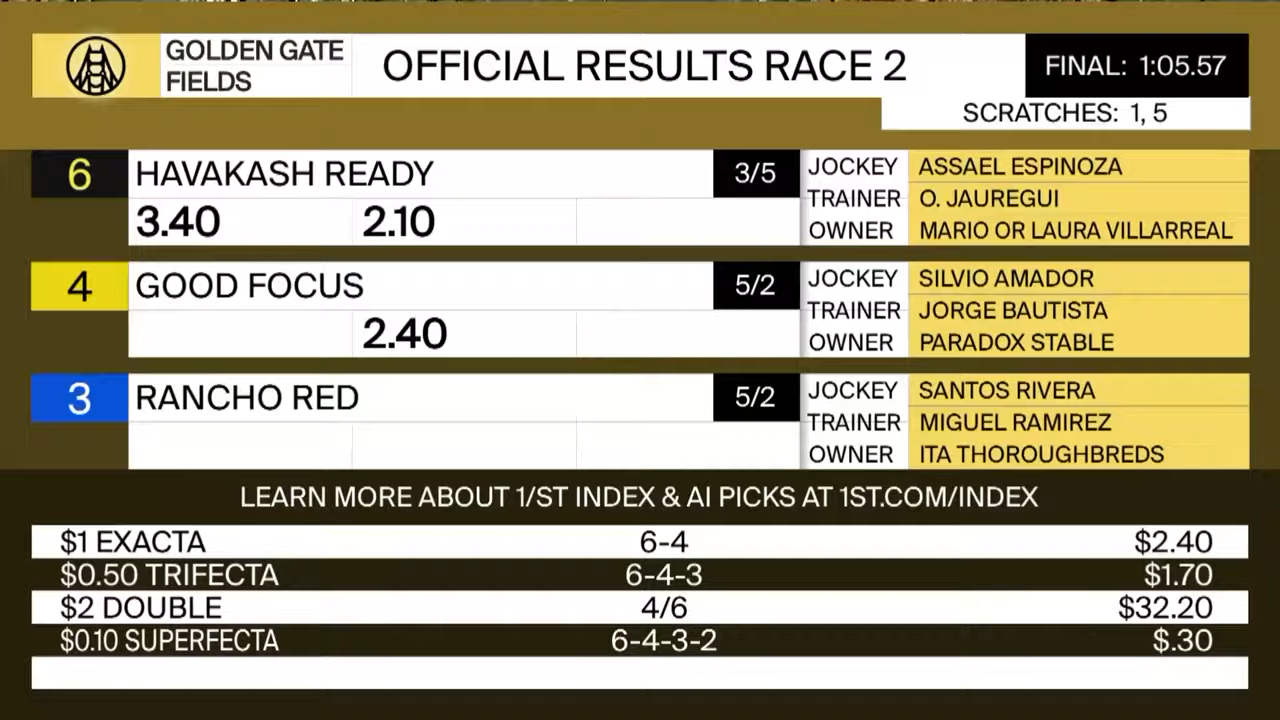 GOLDEN GATE
FIELDS
OFFICIAL RESULTS RACE 2
FINAL: 1:05.57
SCRATCHES: 1, 5
6 HAVAKASH READY 3/5
3.40 2.10
JOCKEY ASSAEL ESPINOZA
TRAINER O. JAUREGUI
OWNER MARIO OR LAURA VILLARREAL
4 GOOD FOCUS 5/2
2.40
JOCKEY SILVIO AMADOR
TRAINER JORGE BAUTISTA
OWNER PARADOX STABLE
3 RANCHO RED 5/2
JOCKEY SANTOS RIVERA
TRAINER MIGUEL RAMIREZ
OWNER ITA THOROUGHBREDS
LEARN MORE ABOUT 1/ST INDEX & AI PICKS AT 1ST.COM/INDEX
$1 EXACTA 6-4 $2.40
$0.50 TRIFECTA 6-4-3 $1.70
$2 DOUBLE 4/6 $32.20
$0.10 SUPERFECTA 6-4-3-2 $.30